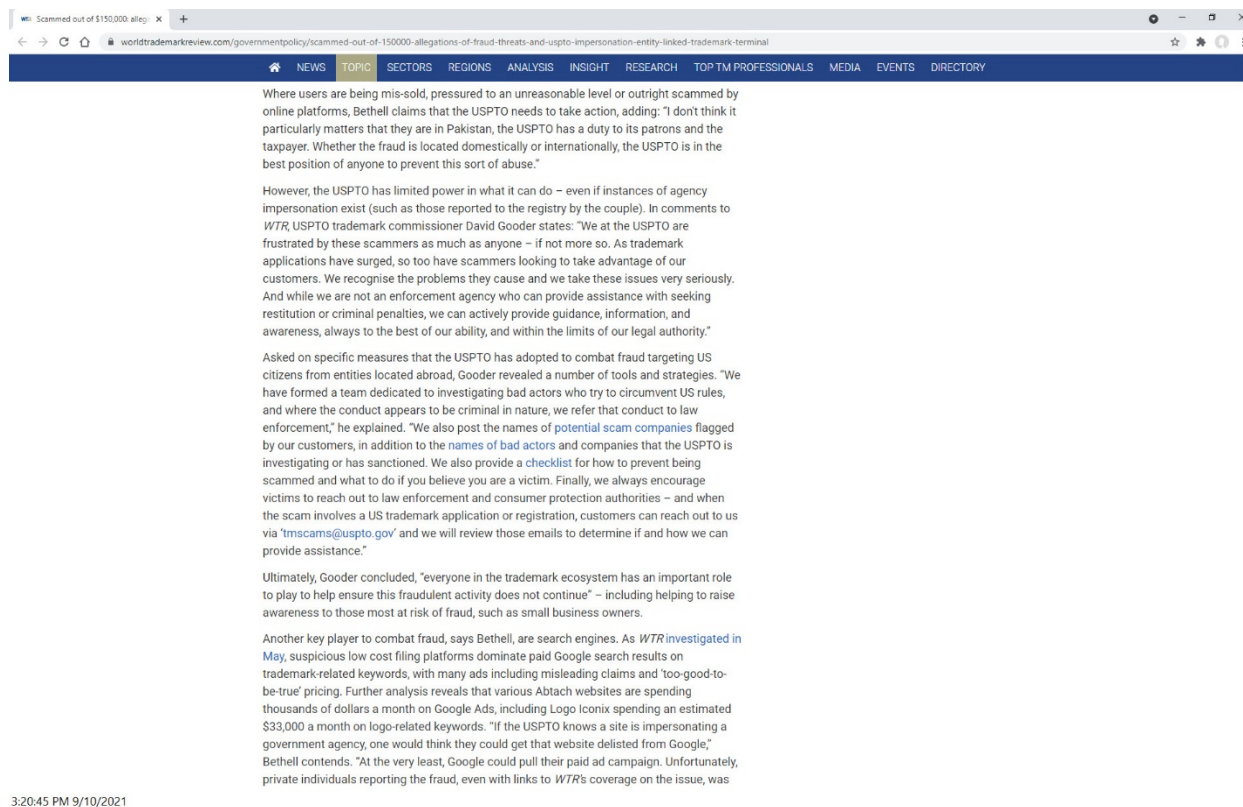 WTR Scammed out of $150,000: alleg
worldtrademarkreview.com/governmentpolicy/scammed-out-of-150000-allegations-of-fraud-threats-and-uspto-impersonation-entity-linked-trademark-terminal
NEWS TOPIC SECTORS REGIONS ANALYSIS INSIGHT RESEARCH TOP TM PROFESSIONALS MEDIA EVENTS DIRECTORY
Where users are being mis-sold, pressured to an unreasonable level or outright scammed by
online platforms, Bethell claims that the USPTO needs to take action, adding: “I don't think it
particularly matters that they are in Pakistan, the USPTO has a duty to its patrons and the
taxpayer. Whether the fraud is located domestically or internationally, the USPTO is in the
best position of anyone to prevent this sort of abuse.”
However, the USPTO has limited power in what it can do – even if instances of agency
impersonation exist (such as those reported to the registry by the couple). In comments to
WTR, USPTO trademark commissioner David Gooder states: “We at the USPTO are
frustrated by these scammers as much as anyone – if not more so. As trademark
applications have surged, so too have scammers looking to take advantage of our
customers. We recognise the problems they cause and we take these issues very seriously.
And while we are not an enforcement agency who can provide assistance with seeking
restitution or criminal penalties, we can actively provide guidance, information, and
awareness, always to the best of our ability, and within the limits of our legal authority.”
Asked on specific measures that the USPTO has adopted to combat fraud targeting US
citizens from entities located abroad, Gooder revealed a number of tools and strategies. “We
have formed a team dedicated to investigating bad actors who try to circumvent US rules,
and where the conduct appears to be criminal in nature, we refer that conduct to law
enforcement,” he explained. “We also post the names of potential scam companies flagged
by our customers, in addition to the names of bad actors and companies that the USPTO is
investigating or has sanctioned. We also provide a checklist for how to prevent being
scammed and what to do if you believe you are a victim. Finally, we always encourage
victims to reach out to law enforcement and consumer protection authorities – and when
the scam involves a US trademark application or registration, customers can reach out to us
via ‘tmscams@uspto.gov’ and we will review those emails to determine if and how we can
provide assistance.”
Ultimately, Gooder concluded, “everyone in the trademark ecosystem has an important role
to play to help ensure this fraudulent activity does not continue” – including helping to raise
awareness to those most at risk of fraud, such as small business owners.
Another key player to combat fraud, says Bethell, are search engines. As WTR investigated in
May, suspicious low cost filing platforms dominate paid Google search results on
trademark-related keywords, with many ads including misleading claims and ‘too-good-to-
be-true’ pricing. Further analysis reveals that various Abtach websites are spending
thousands of dollars a month on Google Ads, including Logo Iconix spending an estimated
$33,000 a month on logo-related keywords. “If the USPTO knows a site is impersonating a
government agency, one would think they could get that website delisted from Google,”
Bethell contends. “At the very least, Google could pull their paid ad campaign. Unfortunately,
private individuals reporting the fraud, even with links to WTR’s coverage on the issue, was
3:20:45 PM 9/10/2021